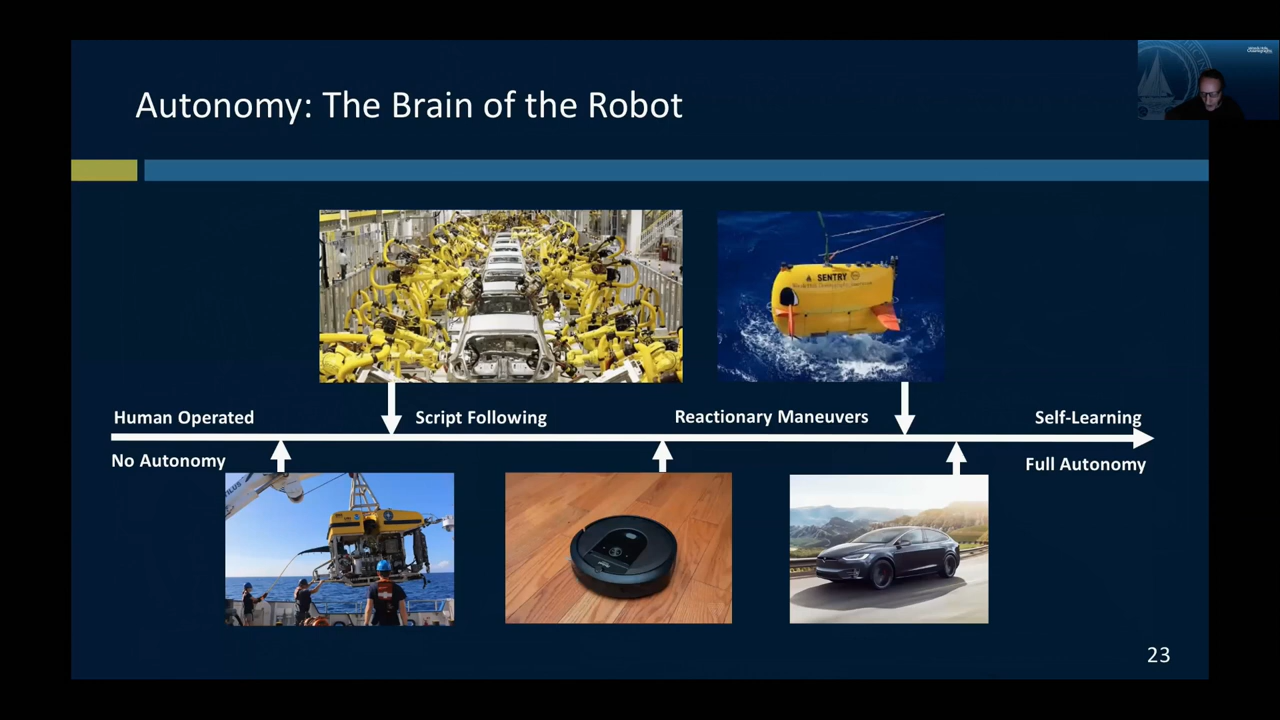 Autonomy: The Brain of the Robot
SENTRY
Human Operated
Script Following
Reactionary Maneuvers
Self-Learning
No Autonomy
Full Autonomy
23